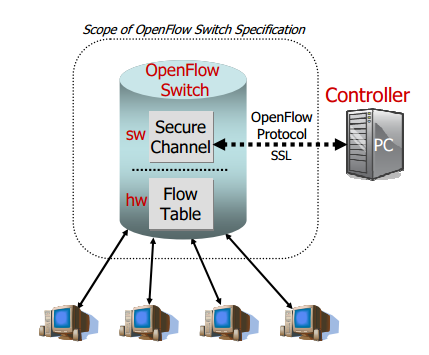 Scope of OpenFlow Switch Specification
OpenFlow
Switch
Controller
sw
Secure
Channel
OpenFlow
Protocol
SSL
PC
hw
Flow
Table